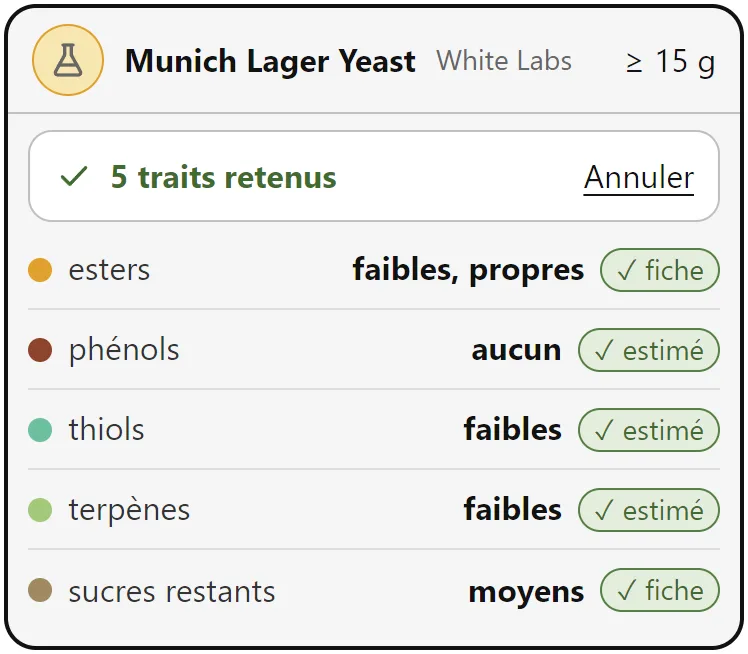 Munich Lager Yeast White Labs ≥ 15 g
✓ 5 traits retenus Annuler
esters faibles, propres ✓ fiche
phénols aucun ✓ estimé
thiols faibles ✓ estimé
terpènes faibles ✓ estimé
sucres restants moyens ✓ fiche